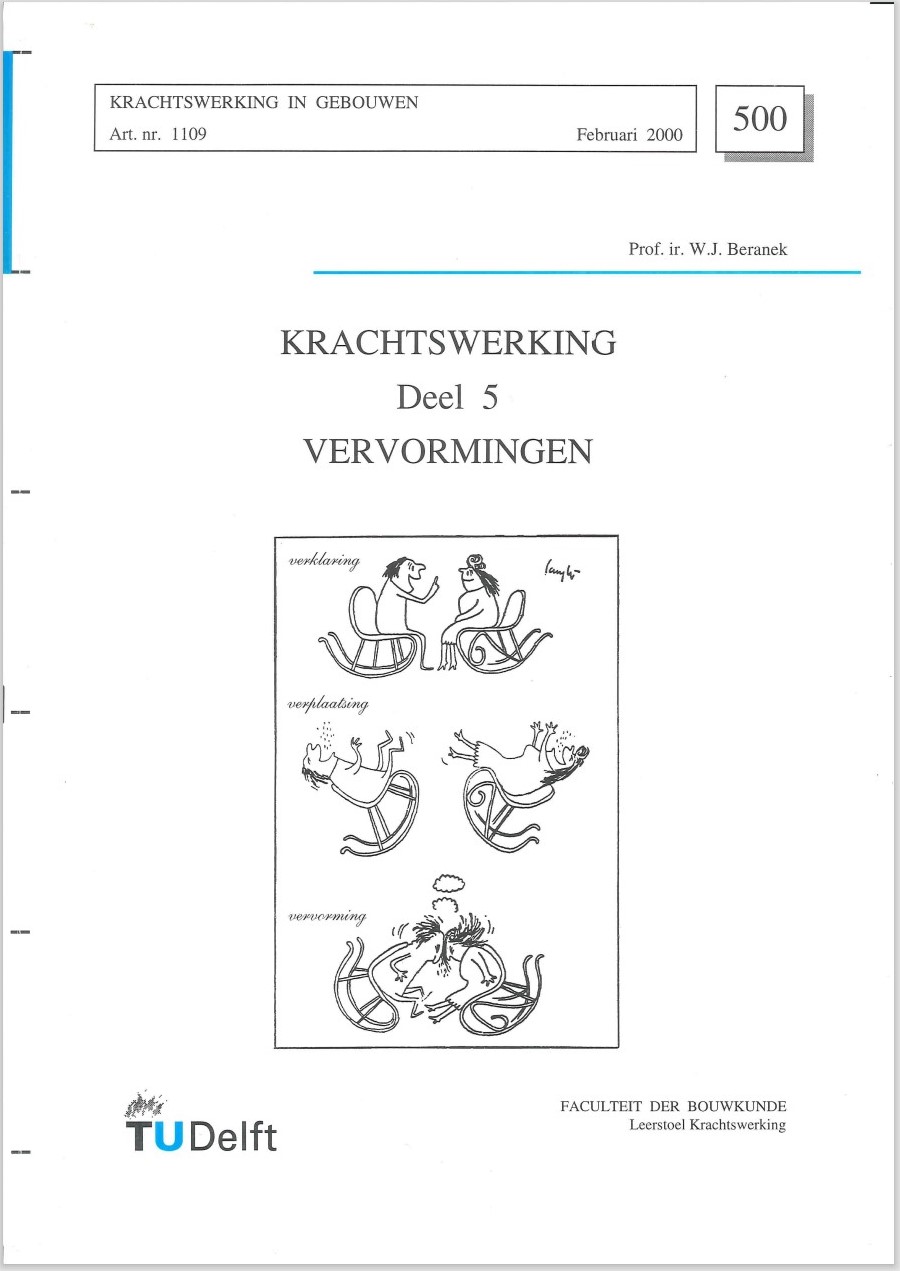 KRACHTSWERKING IN GEBOUWEN
Art. nr. 1109
Februari 2000
500
Prof. ir. W.J. Beranek
KRACHTSWERKING
Deel 5
VERVORMINGEN
verklaring
verplaatsing
vervorming
TU Delft
FACULTEIT DER BOUWKUNDE
Leerstoel Krachtswerking